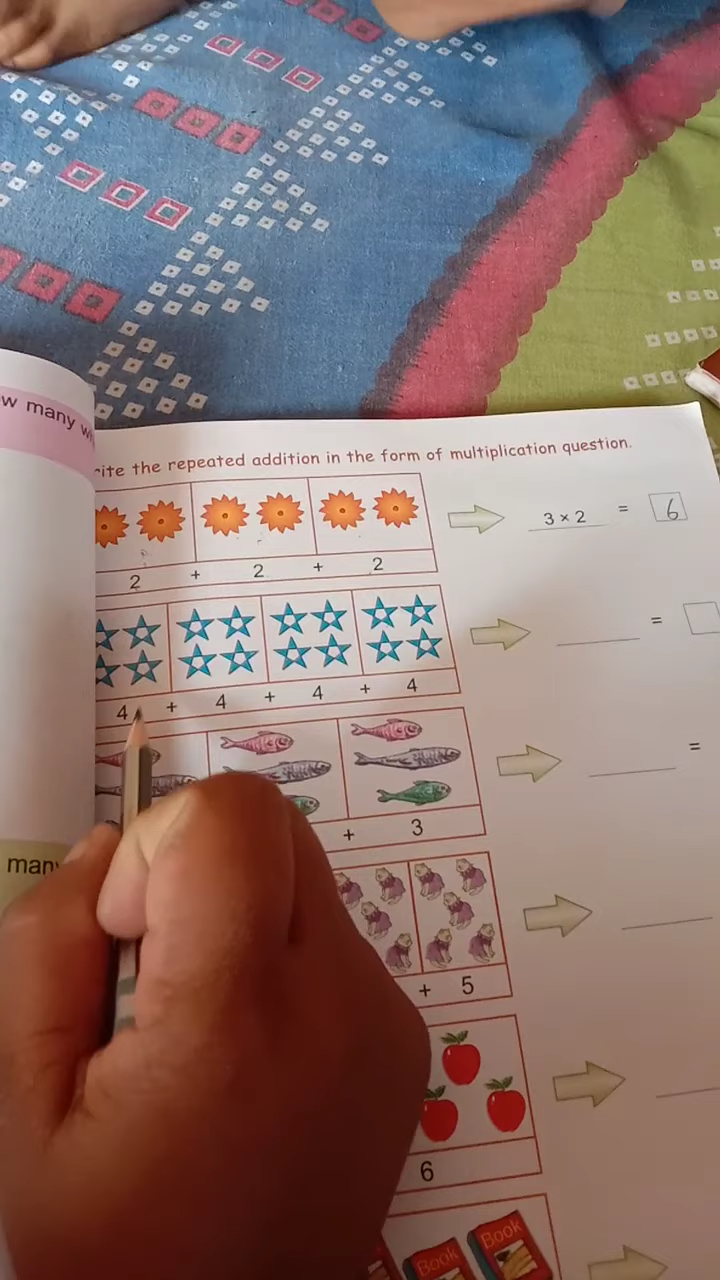 w many w
rite the repeated addition in the form of multiplication question.
3 × 2 = 6
2 + 2 + 2
=
4 + 4 + 4 + 4
=
+ 3
many
+ 5
6
Book Book